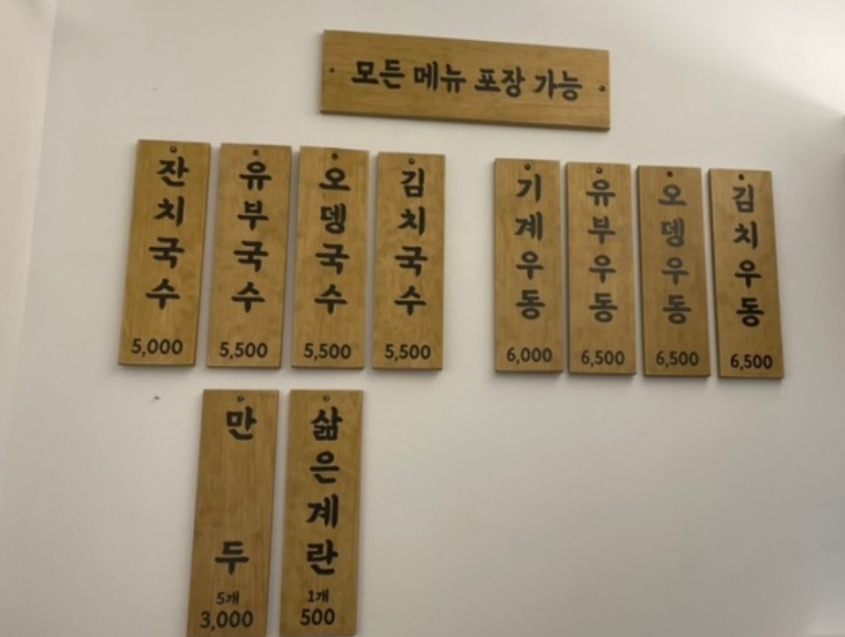 모든 메뉴 포장 가능
잔치국수
5,000
유부국수
5,500
오뎅국수
5,500
김치국수
5,500
기계우동
6,000
유부우동
6,500
오뎅우동
6,500
김치우동
6,500
만두
5개
3,000
삶은계란
1개
500